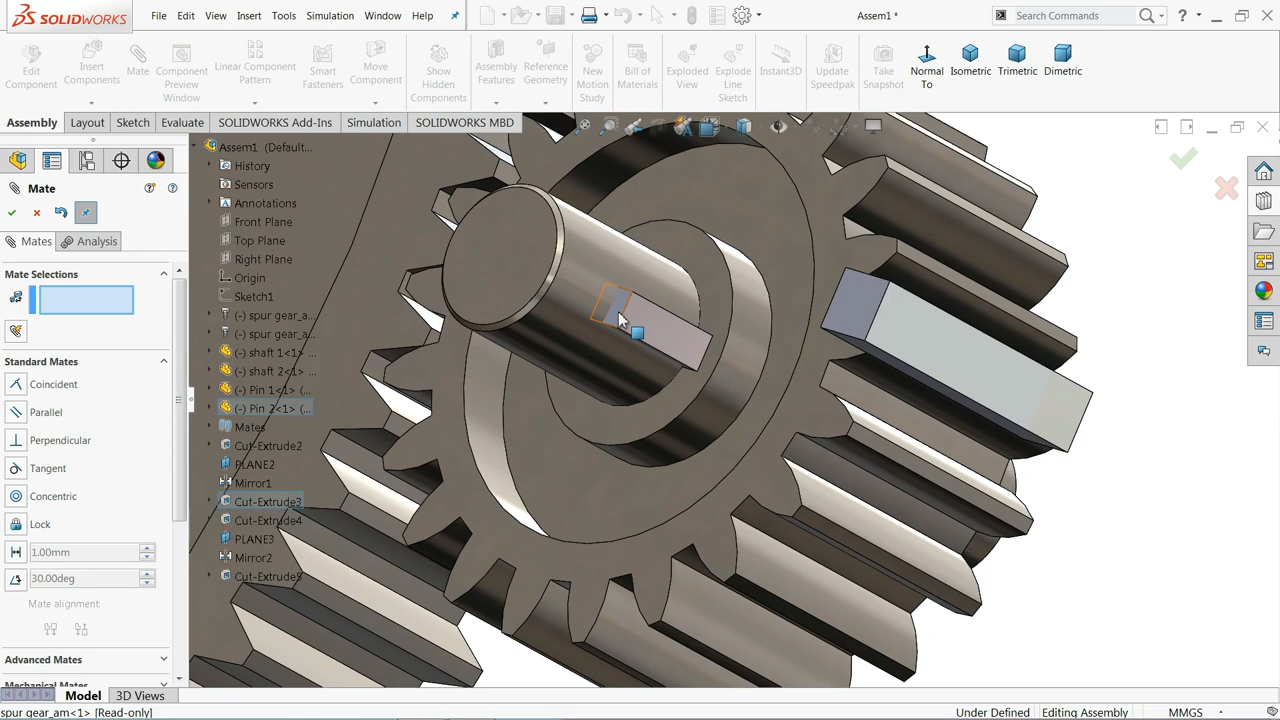 SOLIDWORKS
File Edit View Insert Tools Simulation Window Help
Assem1 *
Search Commands
Edit Component
Insert Components
Mate
Component Preview Window
Linear Component Pattern
Smart Fasteners
Move Component
Show Hidden Components
Assembly Features
Reference Geometry
New Motion Study
Bill of Materials
Exploded View
Explode Line Sketch
Instant3D
Update Speedpak
Take Snapshot
Normal To
Isometric
Trimetric
Dimetric
Assembly Layout Sketch Evaluate SOLIDWORKS Add-Ins Simulation SOLIDWORKS MBD
Mate
Mates Analysis
Mate Selections
Standard Mates
Coincident
Parallel
Perpendicular
Tangent
Concentric
Lock
1.00mm
30.00deg
Mate alignment:
Advanced Mates
Mechanical Mates
Assem1 (Default...
History
Sensors
Annotations
Front Plane
Top Plane
Right Plane
Origin
Sketch1
(-) spur gear_a...
(-) spur gear_a...
(-) shaft 1<1> ...
(-) shaft 2<1> ...
(-) Pin 1<1> (...
(-) Pin 2<1> (...
Mates
Cut-Extrude2
PLANE2
Mirror1
Cut-Extrude3
Cut-Extrude4
PLANE3
Mirror2
Cut-Extrude5
Model 3D Views
spur gear_am<1> [Read-only]
Under Defined Editing Assembly MMGS